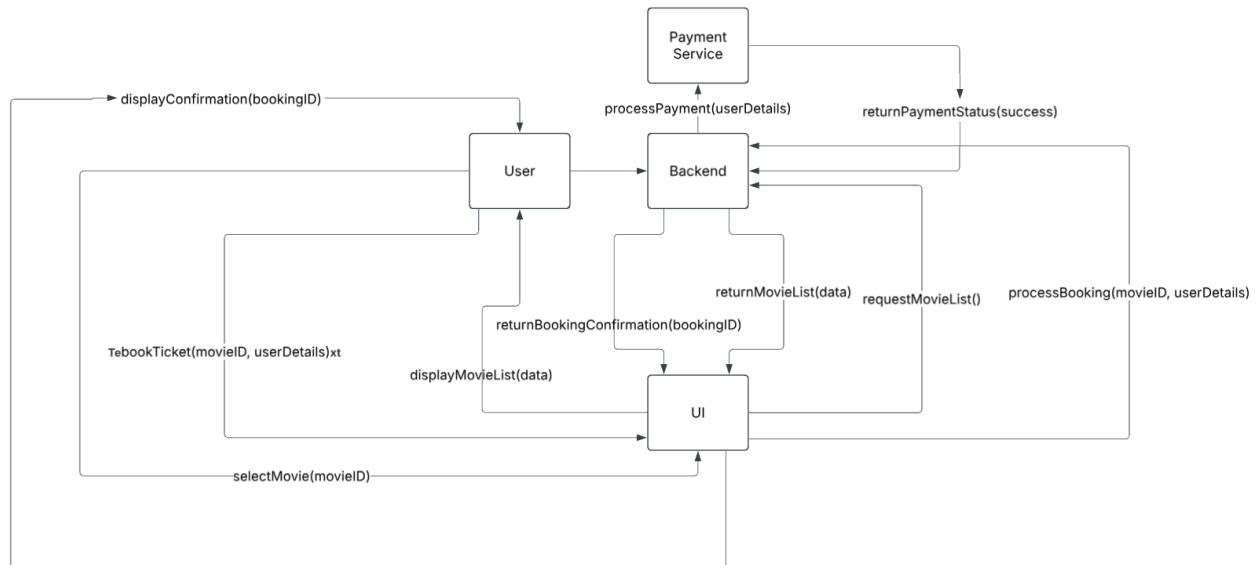 Payment
Service
displayConfirmation(bookingID)
processPayment(userDetails)
returnPaymentStatus(success)
User
Backend
returnMovieList(data)
requestMovieList()
processBooking(movieID, userDetails)
returnBookingConfirmation(bookingID)
TebookTicket(movieID, userDetails)xt
displayMovieList(data)
UI
selectMovie(movieID)